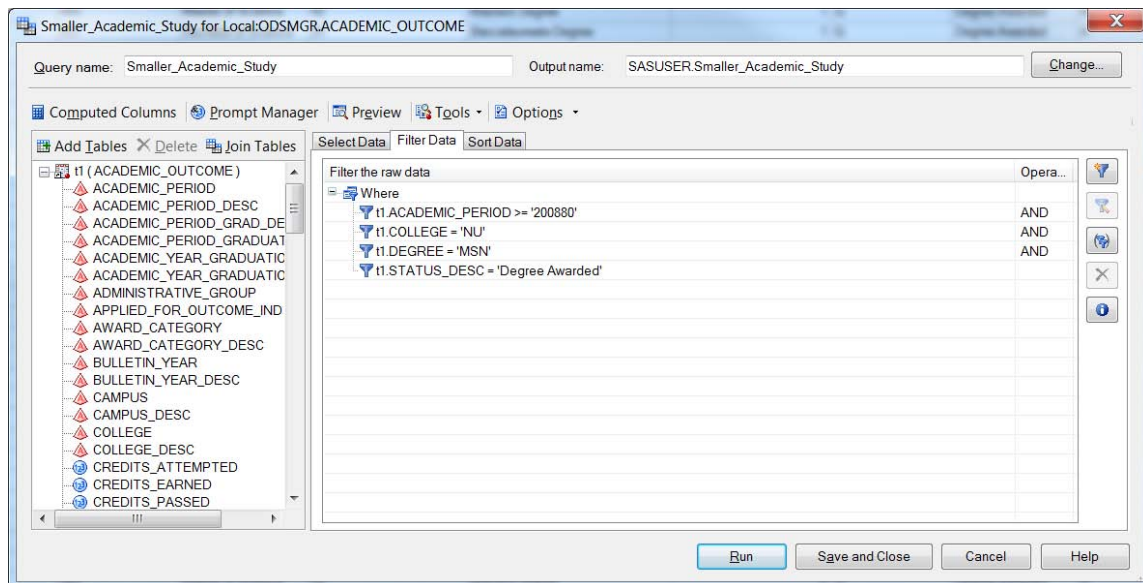 Smaller_Academic_Study for Local:ODSMGR.ACADEMIC_OUTCOME
Query name: Smaller_Academic_Study Output name: SASUSER.Smaller_Academic_Study Change...
Computed Columns Prompt Manager Preview Tools Options
Add Tables Delete Join Tables
Select Data Filter Data Sort Data
t1 (ACADEMIC_OUTCOME)
ACADEMIC_PERIOD
ACADEMIC_PERIOD_DESC
ACADEMIC_PERIOD_GRAD_DE
ACADEMIC_PERIOD_GRADUAT
ACADEMIC_YEAR_GRADUATIO
ACADEMIC_YEAR_GRADUATIO
ADMINISTRATIVE_GROUP
APPLIED_FOR_OUTCOME_IND
AWARD_CATEGORY
AWARD_CATEGORY_DESC
BULLETIN_YEAR
BULLETIN_YEAR_DESC
CAMPUS
CAMPUS_DESC
COLLEGE
COLLEGE_DESC
CREDITS_ATTEMPTED
CREDITS_EARNED
CREDITS_PASSED
Filter the raw data Opera...
Where
t1.ACADEMIC_PERIOD >= '200880' AND
t1.COLLEGE = 'NU' AND
t1.DEGREE = 'MSN' AND
t1.STATUS_DESC = 'Degree Awarded'
Run Save and Close Cancel Help